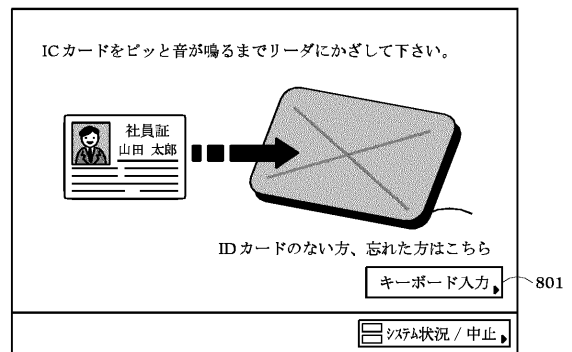 ICカードをピッと音が鳴るまでリーダにかざして下さい。
社員証
山田 太郎
IDカードのない方、忘れた方はこちら
キーボード入力
801
システム状況 / 中止